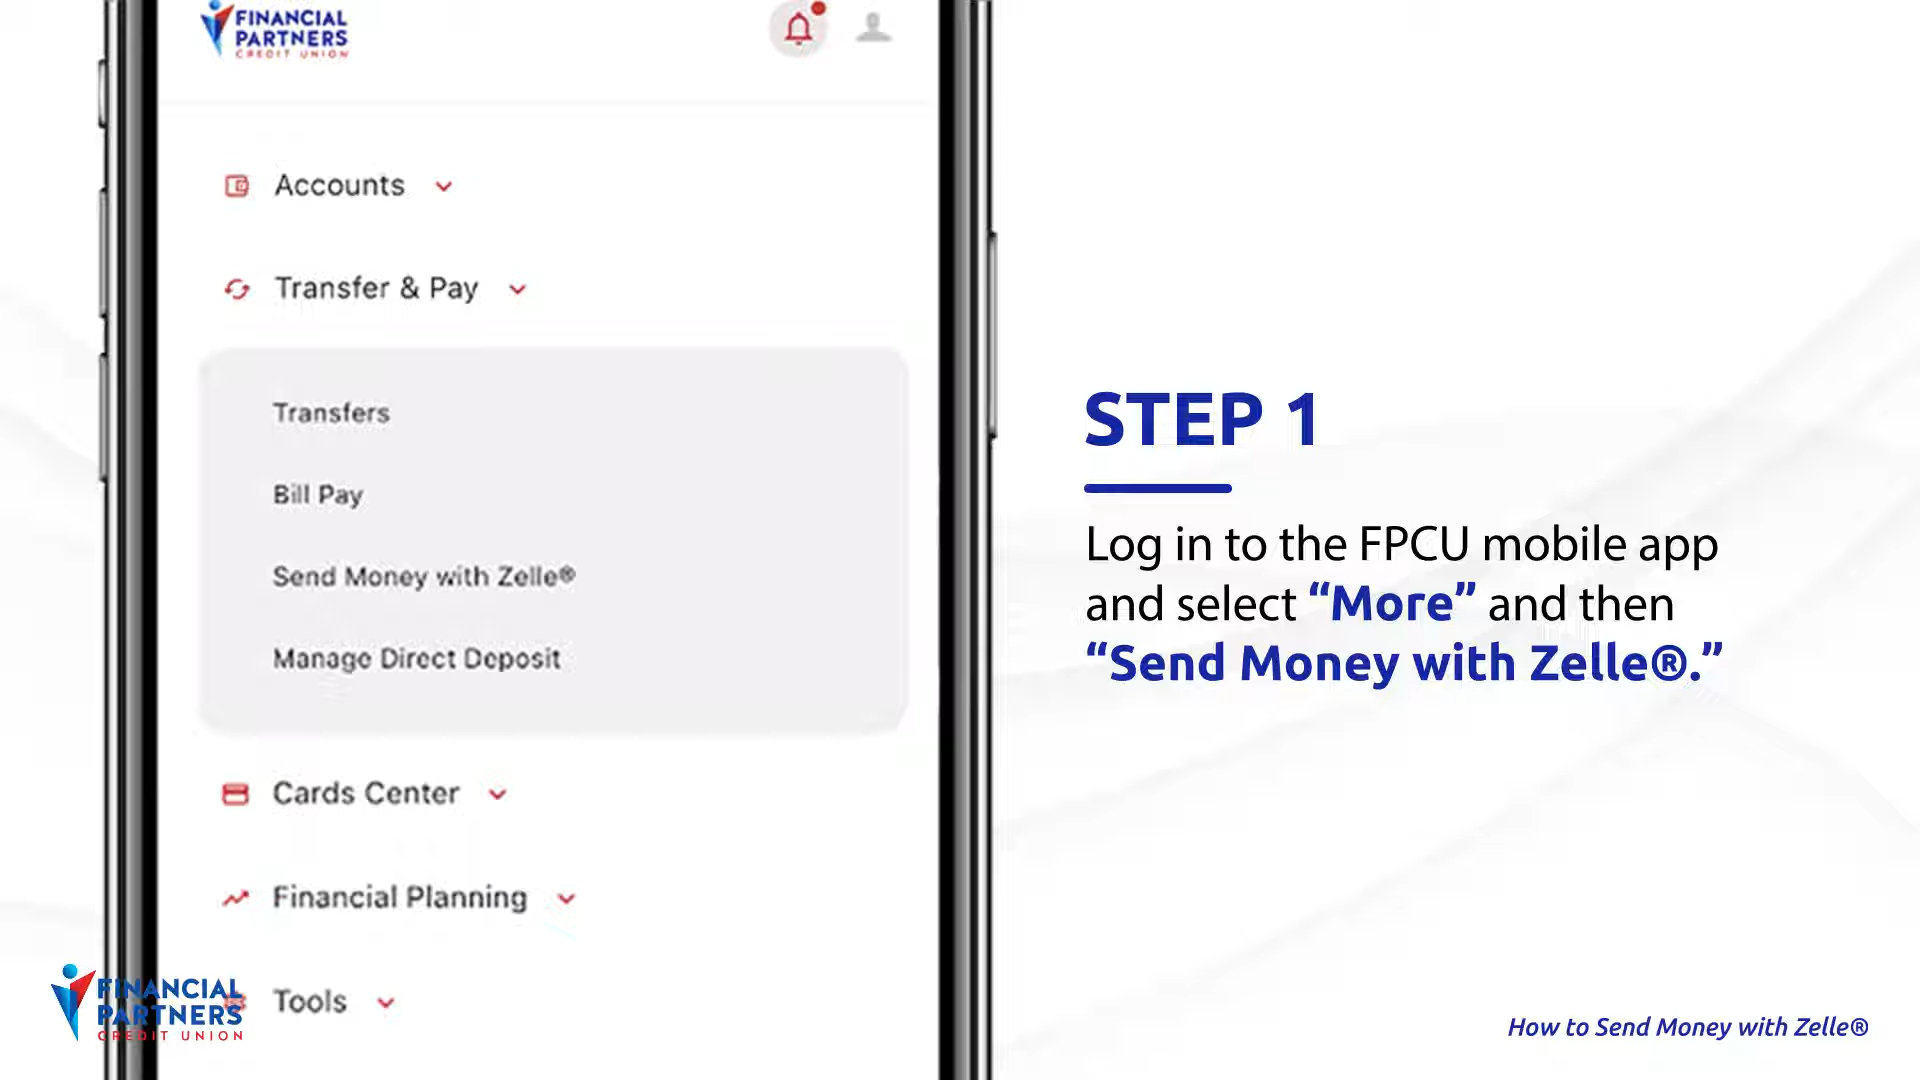 FINANCIAL
PARTNERS
CREDIT UNION
Accounts
Transfer & Pay
Transfers
Bill Pay
Send Money with Zelle®
Manage Direct Deposit
Cards Center
Financial Planning
Tools
STEP 1
Log in to the FPCU mobile app
and select “More” and then
“Send Money with Zelle®.”
FINANCIAL
PARTNERS
CREDIT UNION
How to Send Money with Zelle®